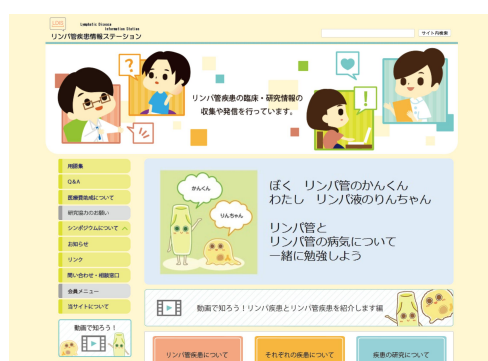 LDIS
Lymphatic Disease
Information Station
リンパ管疾患情報ステーション
サイト内検索
リンパ管疾患の臨床・研究情報の
収集や発信を行っています。
用語集
Q&A
医療費助成について
研究協力のお願い
シンポジウムについて
お知らせ
リンク
問い合わせ・相談窓口
会員メニュー
当サイトについて
動画で知ろう!
かんくん
りんちゃん
ぼく リンパ管のかんくん
わたし リンパ液のりんちゃん
リンパ管と
リンパ管の病気について
一緒に勉強しよう
動画で知ろう!リンパ疾患とリンパ管疾患を紹介します編
リンパ管疾患について
それぞれの疾患について
疾患の研究について